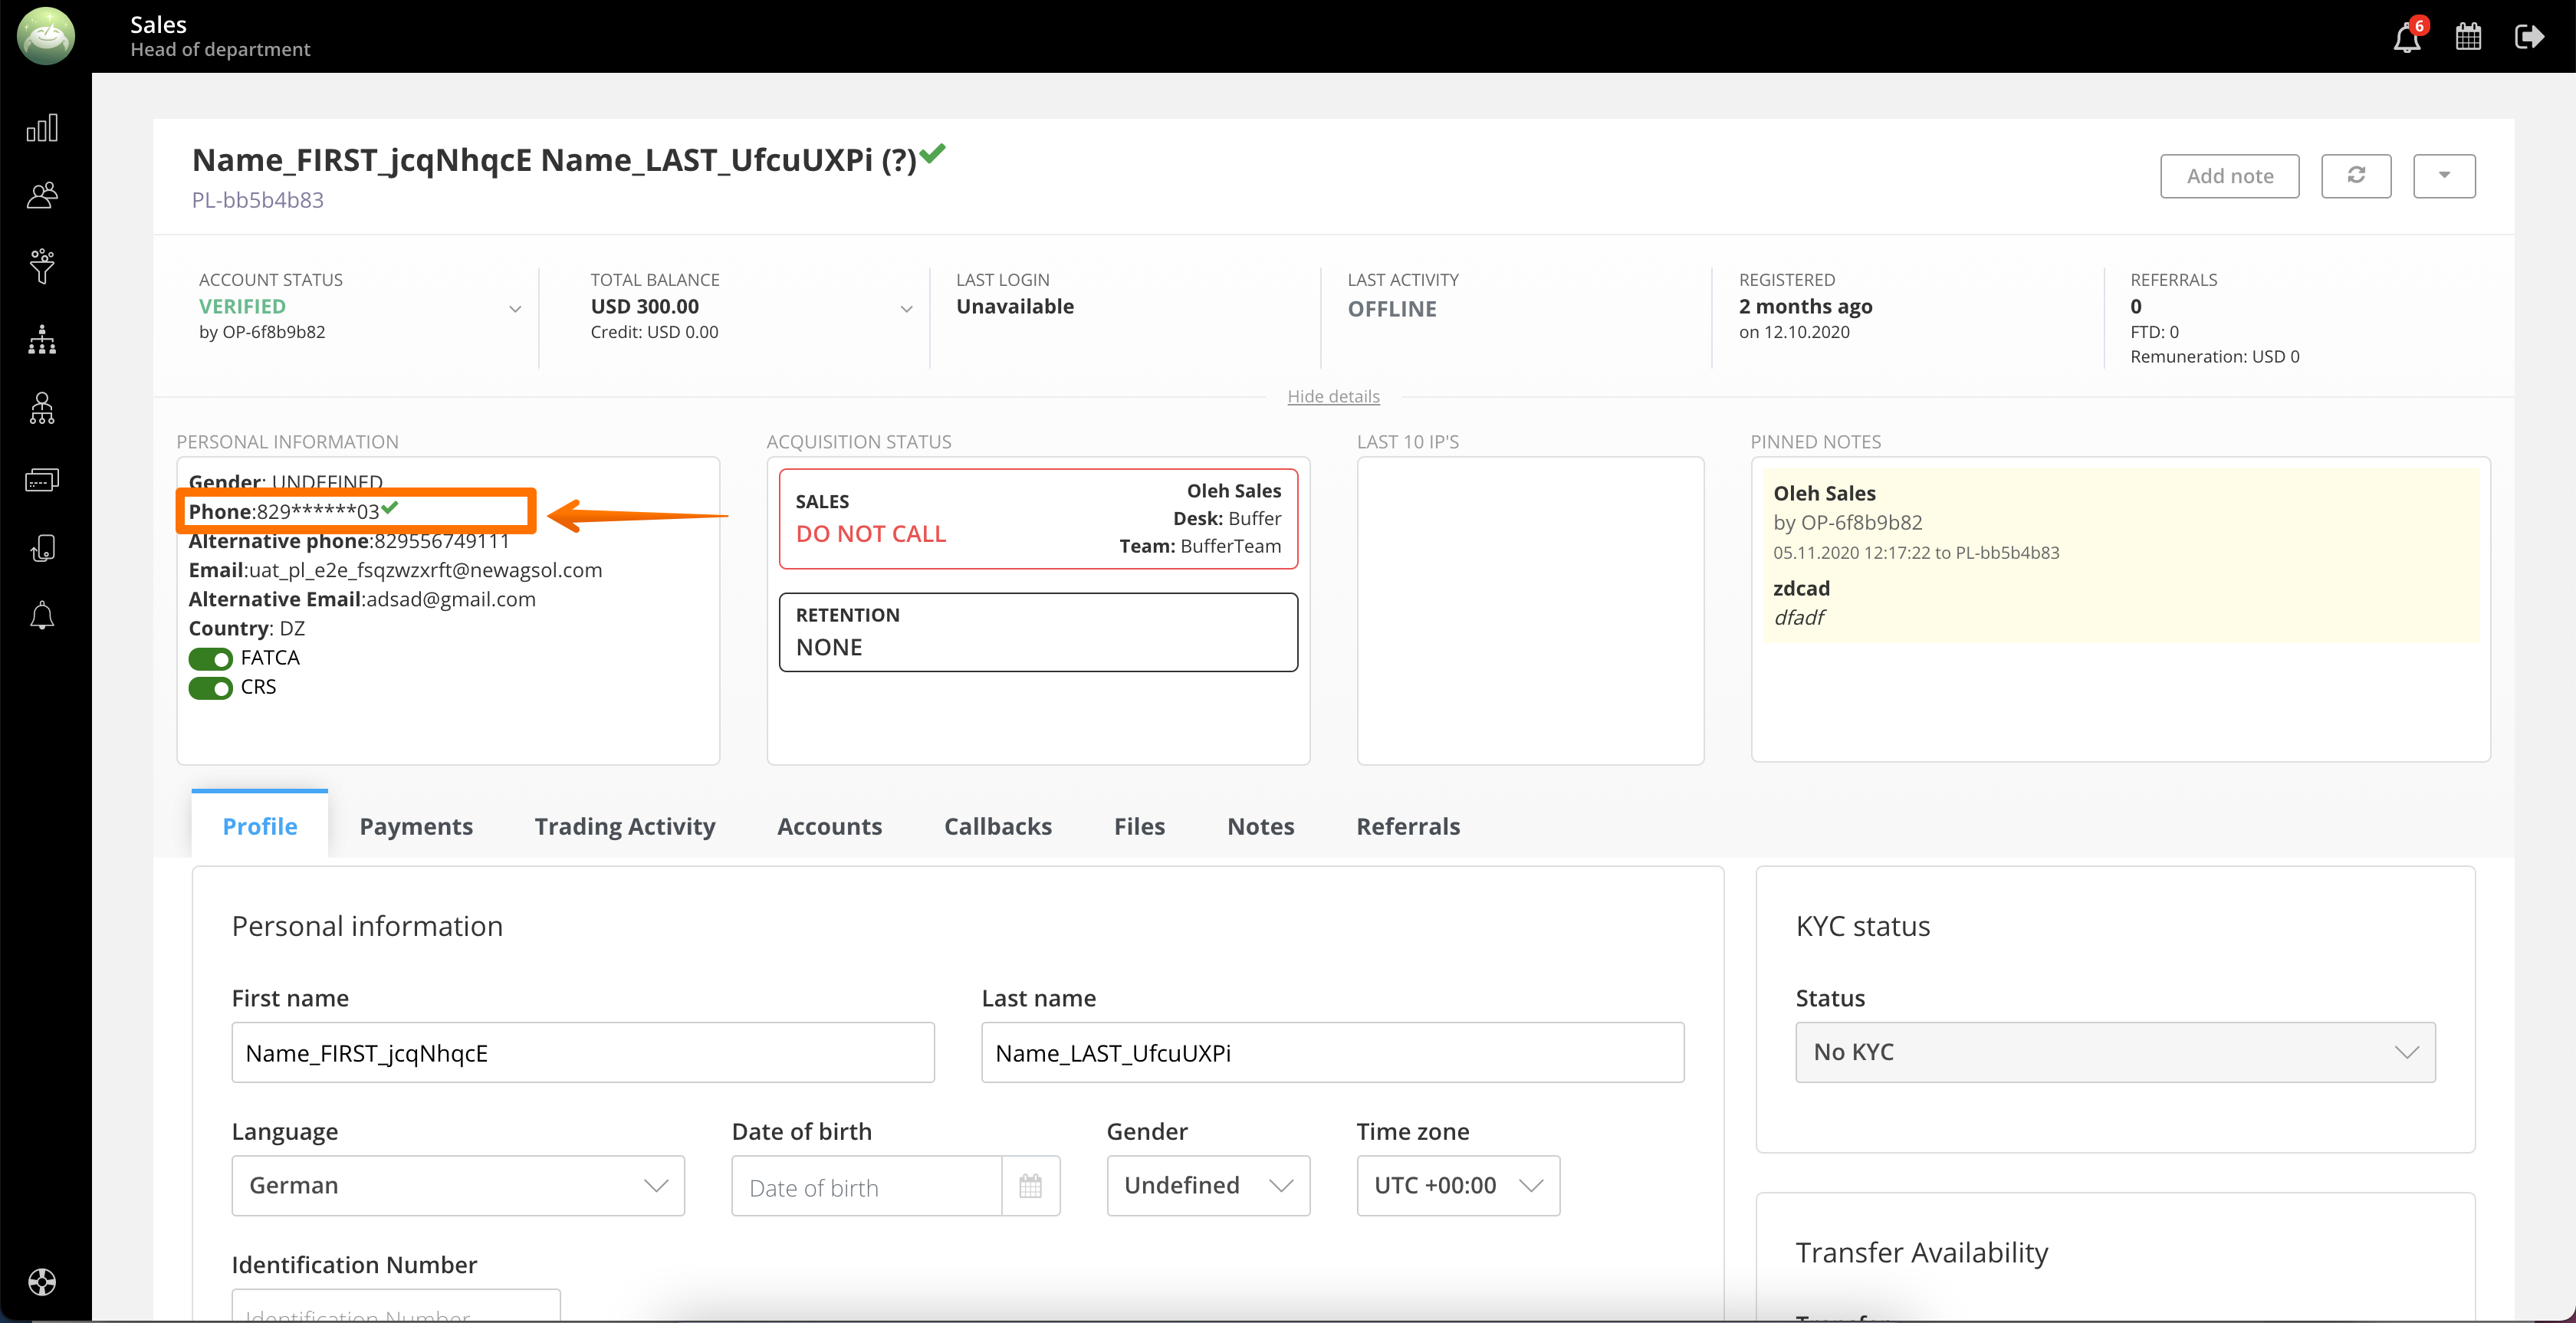 Sales
Head of department
6
Name_FIRST_jcqNhqcE Name_LAST_UfcuUXPi (?)
PL-bb5b4b83
Add note
ACCOUNT STATUS
VERIFIED
by OP-6f8b9b82
TOTAL BALANCE
USD 300.00
Credit: USD 0.00
LAST LOGIN
Unavailable
LAST ACTIVITY
OFFLINE
REGISTERED
2 months ago
on 12.10.2020
REFERRALS
0
FTD: 0
Remuneration: USD 0
Hide details
PERSONAL INFORMATION
Gender: UNDEFINED
Phone:829******03
Alternative phone:829556749111
Email:uat_pl_e2e_fsqzwzxrft@newagsol.com
Alternative Email:adsad@gmail.com
Country: DZ
FATCA
CRS
ACQUISITION STATUS
SALES
DO NOT CALL
Oleh Sales
Desk: Buffer
Team: BufferTeam
RETENTION
NONE
LAST 10 IP'S
PINNED NOTES
Oleh Sales
by OP-6f8b9b82
05.11.2020 12:17:22 to PL-bb5b4b83
zdcad
dfadf
Profile
Payments
Trading Activity
Accounts
Callbacks
Files
Notes
Referrals
Personal information
First name
Name_FIRST_jcqNhqcE
Last name
Name_LAST_UfcuUXPi
Language
German
Date of birth
Date of birth
Gender
Undefined
Time zone
UTC +00:00
Identification Number
Identification Number
KYC status
Status
No KYC
Transfer Availability